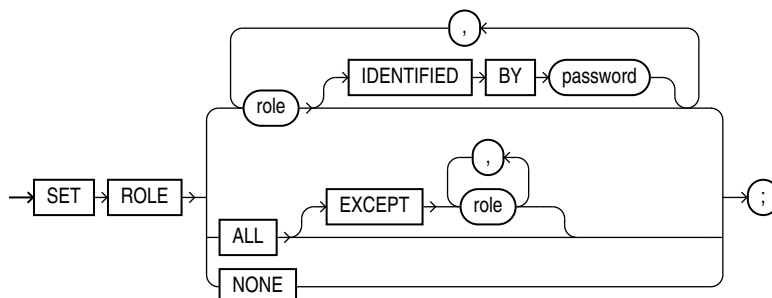 ,
IDENTIFIED BY password
role
,
EXCEPT role
SET ROLE ;
ALL
NONE